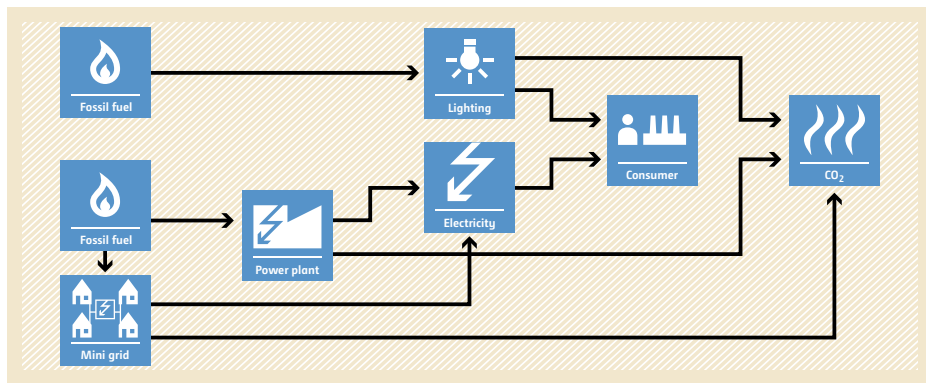 Fossil fuel
Lighting
Consumer
CO₂
Fossil fuel
Electricity
Power plant
Mini grid